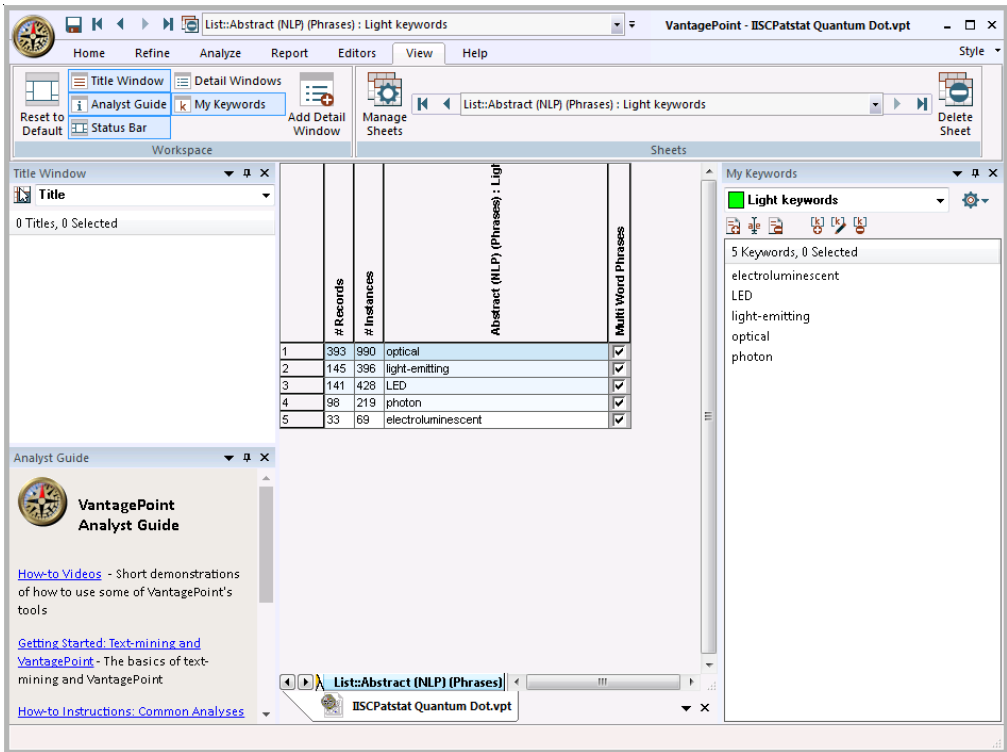 List::Abstract (NLP) (Phrases) : Light keywords
VantagePoint - IISCPatstat Quantum Dot.vpt
Home Refine Analyze Report Editors View Help
Style
Title Window
Detail Windows
Analyst Guide
My Keywords
Status Bar
Reset to
Default
Add Detail
Window
Workspace
Manage
Sheets
List::Abstract (NLP) (Phrases) : Light keywords
Delete
Sheet
Sheets
Title Window
Title
0 Titles, 0 Selected
Analyst Guide
VantagePoint
Analyst Guide
How-to Videos - Short demonstrations
of how to use some of VantagePoint's
tools
Getting Started: Text-mining and
VantagePoint - The basics of text-
mining and VantagePoint
How-to Instructions: Common Analyses
# Records
# Instances
Abstract (NLP) (Phrases) : Ligh
Multi Word Phrases
1 393 990 optical
2 145 396 light-emitting
3 141 428 LED
4 98 219 photon
5 33 69 electroluminescent
List::Abstract (NLP) (Phrases)
IISCPatstat Quantum Dot.vpt
My Keywords
Light keywords
5 Keywords, 0 Selected
electroluminescent
LED
light-emitting
optical
photon